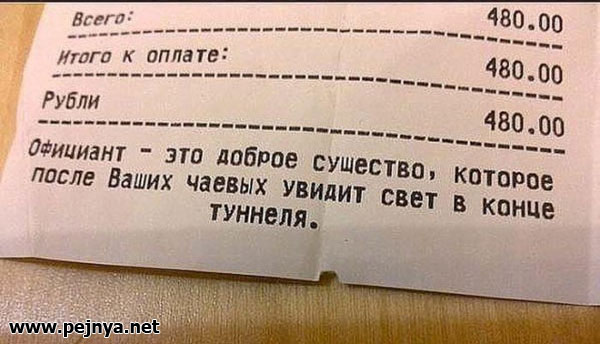 Всего: 480.00
Итого к оплате: 480.00
Рубли 480.00
Официант - это доброе существо, которое
после Ваших чаевых увидит свет в конце
туннеля.
www.pejnya.net